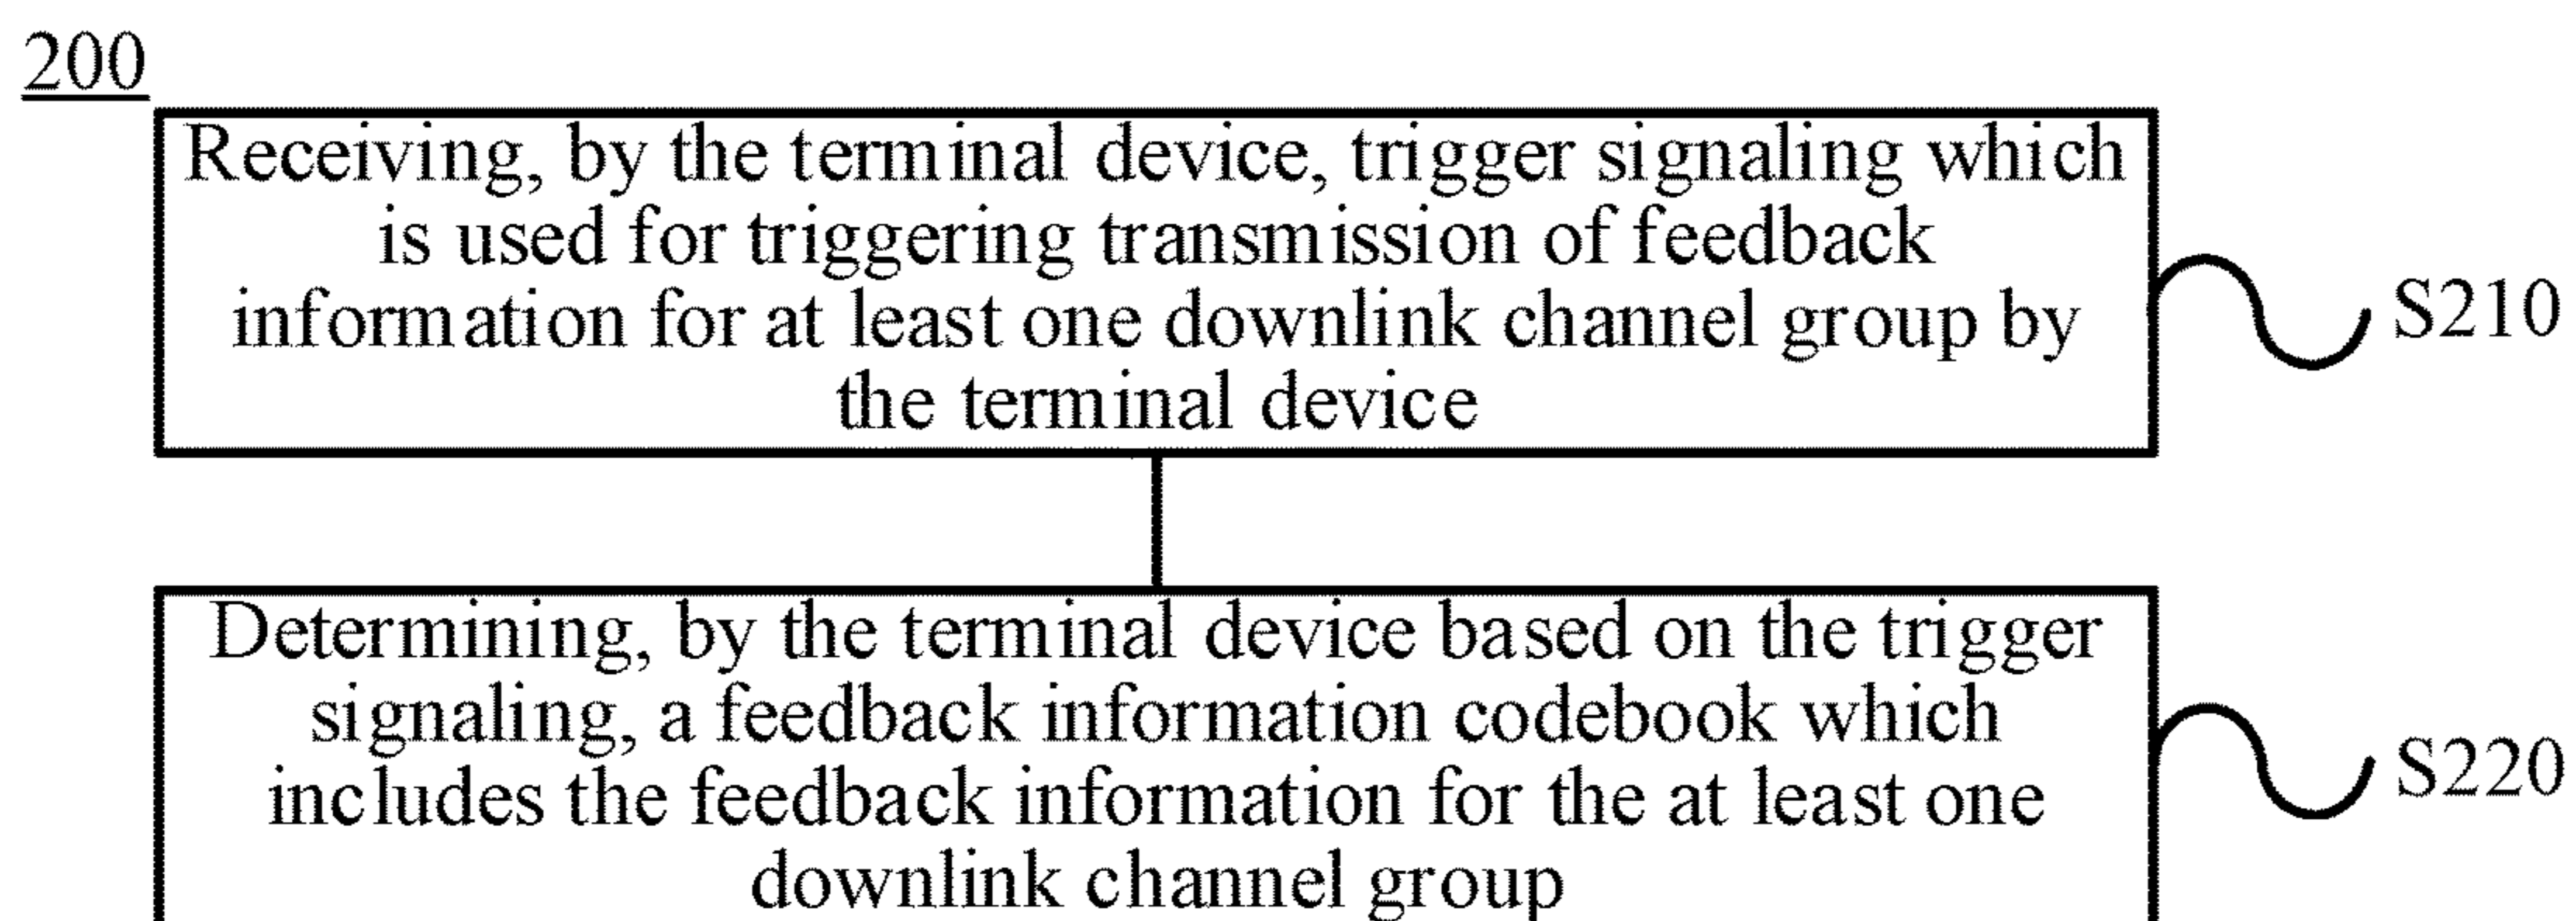 200
Receiving, by the terminal device, trigger signaling which
is used for triggering transmission of feedback
information for at least one downlink channel group by
the terminal device
S210
Determining, by the terminal device based on the trigger
signaling, a feedback information codebook which
includes the feedback information for the at least one
downlink channel group
S220